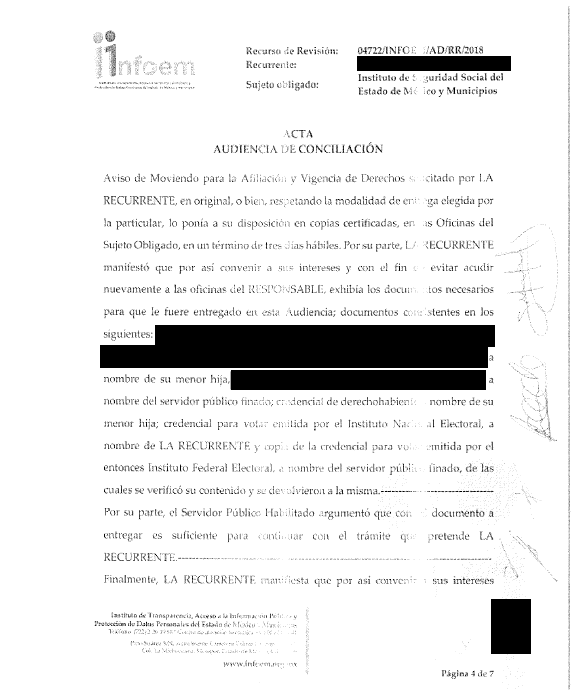 infoem
Recurso de Revisión: 04722/INFOEM/AD/RR/2018
Recurrente:
Sujeto obligado: Instituto de Seguridad Social del
Estado de México y Municipios
ACTA
AUDIENCIA DE CONCILIACIÓN
Aviso de Moviendo para la Afiliación y Vigencia de Derechos solicitado por LA
RECURRENTE, en original, o bien, respetando la modalidad de entrega elegida por
la particular, lo ponía a su disposición en copias certificadas, en las Oficinas del
Sujeto Obligado, en un término de tres días hábiles. Por su parte, LA RECURRENTE
manifestó que por así convenir a sus intereses y con el fin de evitar acudir
nuevamente a las oficinas del RESPONSABLE, exhibía los documentos necesarios
para que le fuere entregado en esta Audiencia; documentos consistentes en los
siguientes:
a
nombre de su menor hija, a
nombre del servidor público finado; credencial de derechohabiente a nombre de su
menor hija; credencial para votar emitida por el Instituto Nacional Electoral, a
nombre de LA RECURRENTE y copia de la credencial para votar emitida por el
entonces Instituto Federal Electoral, a nombre del servidor público finado, de las
cuales se verificó su contenido y se devolvieron a la misma.------------------------------
Por su parte, el Servidor Público Habilitado argumentó que con el documento a
entregar es suficiente para continuar con el trámite que pretende LA
RECURRENTE.------------------------------
Finalmente, LA RECURRENTE manifiesta que por así convenir a sus intereses
Instituto de Transparencia, Acceso a la Información Pública y
Protección de Datos Personales del Estado de México y Municipios
www.infoem.org.mx
Página 4 de 7